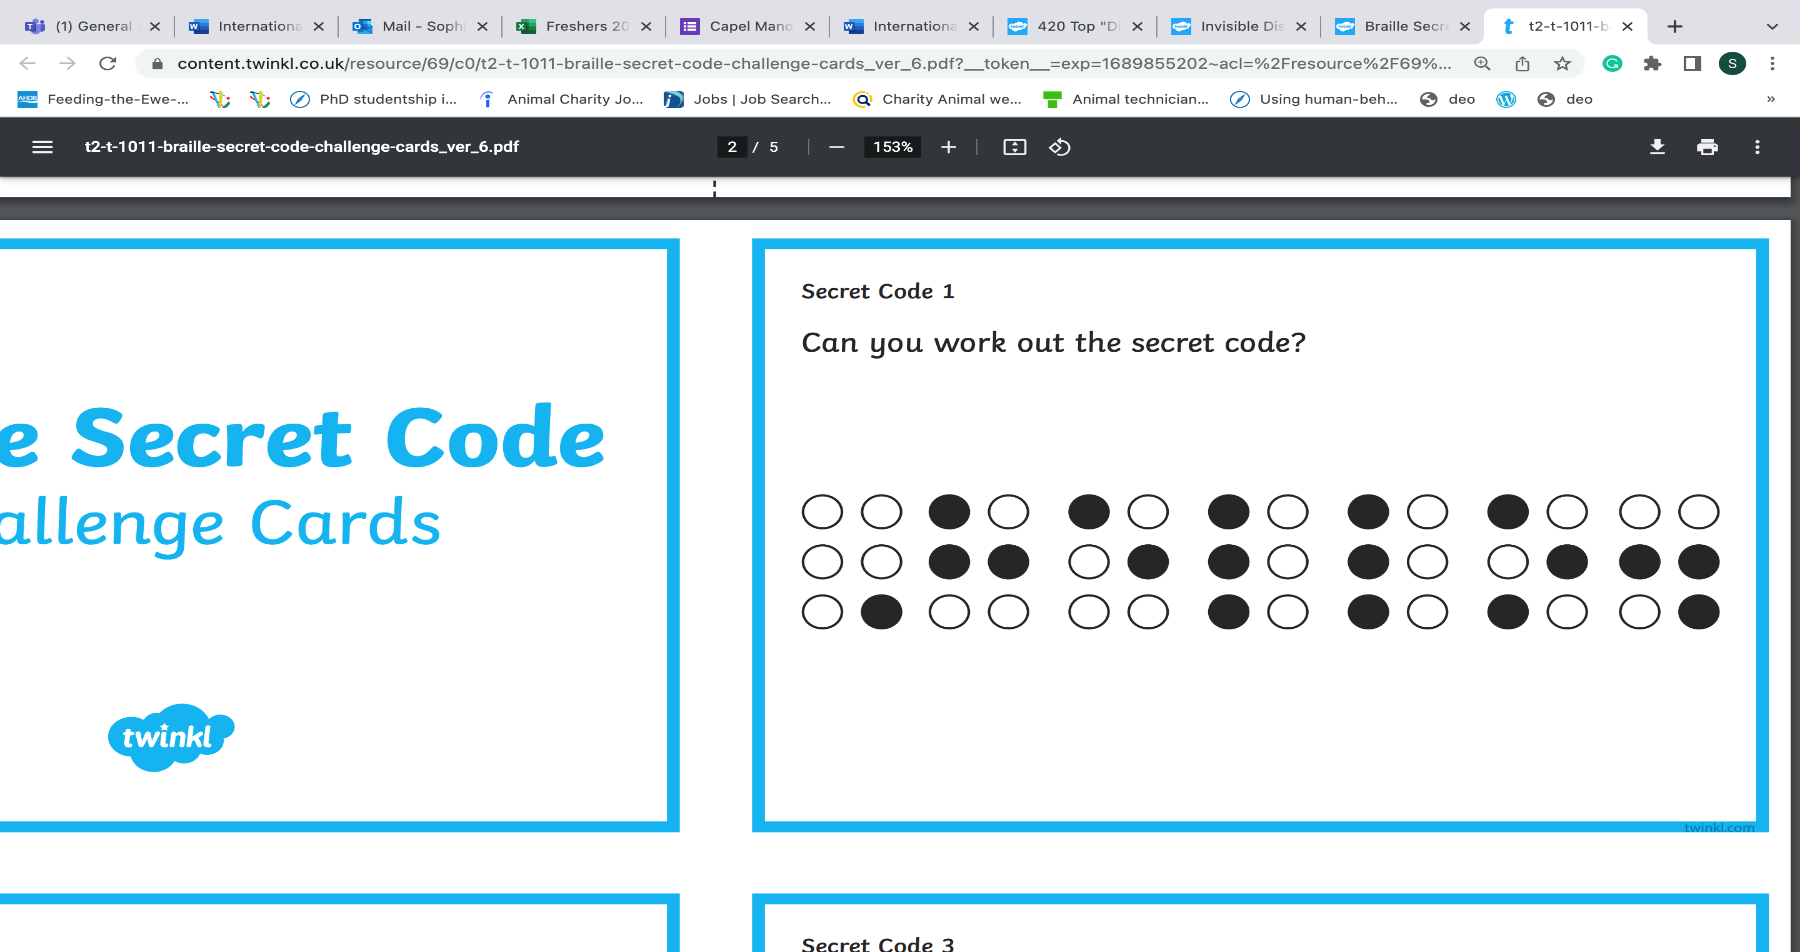 (1) General
Internationa
Mail - Sophi
Freshers 20
Capel Mano
Internationa
420 Top "Di
Invisible Dis
Braille Secre
t2-t-1011-b
content.twinkl.co.uk/resource/69/c0/t2-t-1011-braille-secret-code-challenge-cards_ver_6.pdf?__token__=exp=1689855202~acl=%2Fresource%2F69%...
S
AHDB Feeding-the-Ewe-...
PhD studentship i...
Animal Charity Jo...
Jobs | Job Search...
Charity Animal we...
Animal technician...
Using human-beh...
deo
deo
»
t2-t-1011-braille-secret-code-challenge-cards_ver_6.pdf
2 / 5
153%
e Secret Code
allenge Cards
twinkl
Secret Code 1
Can you work out the secret code?
⠠⠓⠑⠇⠇⠕⠲
twinkl.com
Secret Code 3